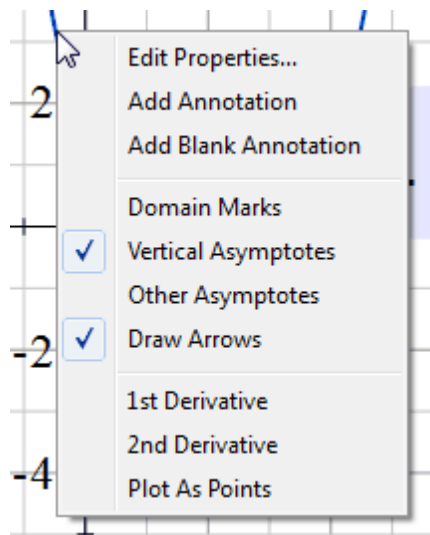 Edit Properties...
2
Add Annotation
Add Blank Annotation
Domain Marks
Vertical Asymptotes
Other Asymptotes
-2
Draw Arrows
1st Derivative
2nd Derivative
-4
Plot As Points